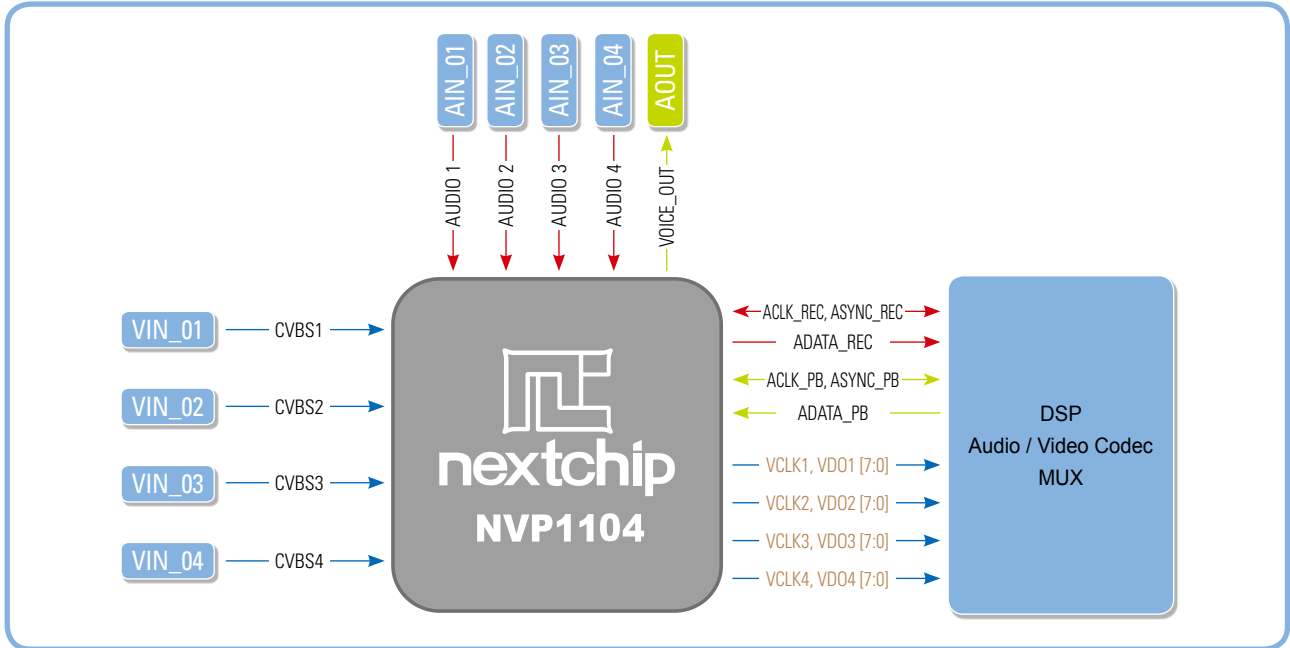 AIN_01
AIN_02
AIN_03
AIN_04
AOUT
AUDIO 1
AUDIO 2
AUDIO 3
AUDIO 4
VOICE_OUT
VIN_01
CVBS1
VIN_02
CVBS2
VIN_03
CVBS3
VIN_04
CVBS4
nextchip
NVP1104
ACLK_REC, ASYNC_REC
ADATA_REC
ACLK_PB, ASYNC_PB
ADATA_PB
VCLK1, VDO1 [7:0]
VCLK2, VDO2 [7:0]
VCLK3, VDO3 [7:0]
VCLK4, VDO4 [7:0]
DSP
Audio / Video Codec
MUX